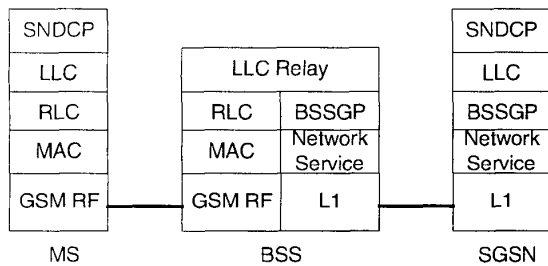 SNDCP
LLC
RLC
MAC
GSM RF
MS
LLC Relay
RLC
BSSGP
MAC
Network
Service
GSM RF
L1
BSS
SNDCP
LLC
BSSGP
Network
Service
L1
SGSN